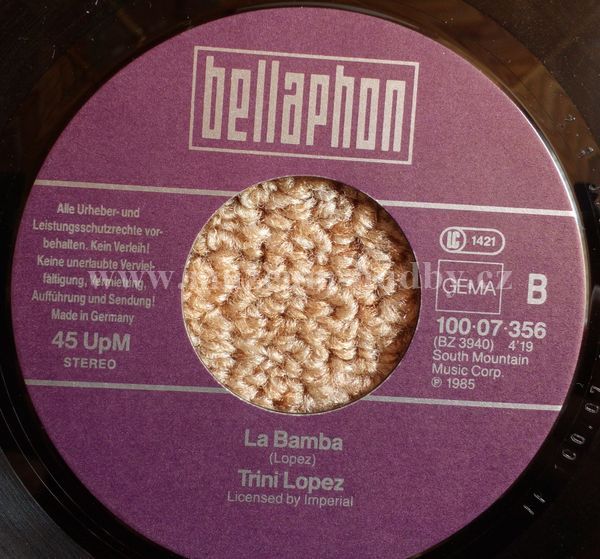 bellaphon
Alle Urheber- und
Leistungsschutzrechte vor-
behalten. Kein Verleih!
Keine unerlaubte Verviel-
fältigung, Vermietung,
Aufführung und Sendung!
Made in Germany
45 UpM
STEREO
LC 1421
GEMA
B
100·07·356
(BZ 3940) 4'19
South Mountain
Music Corp.
℗ 1985
La Bamba
(Lopez)
Trini Lopez
Licensed by Imperial